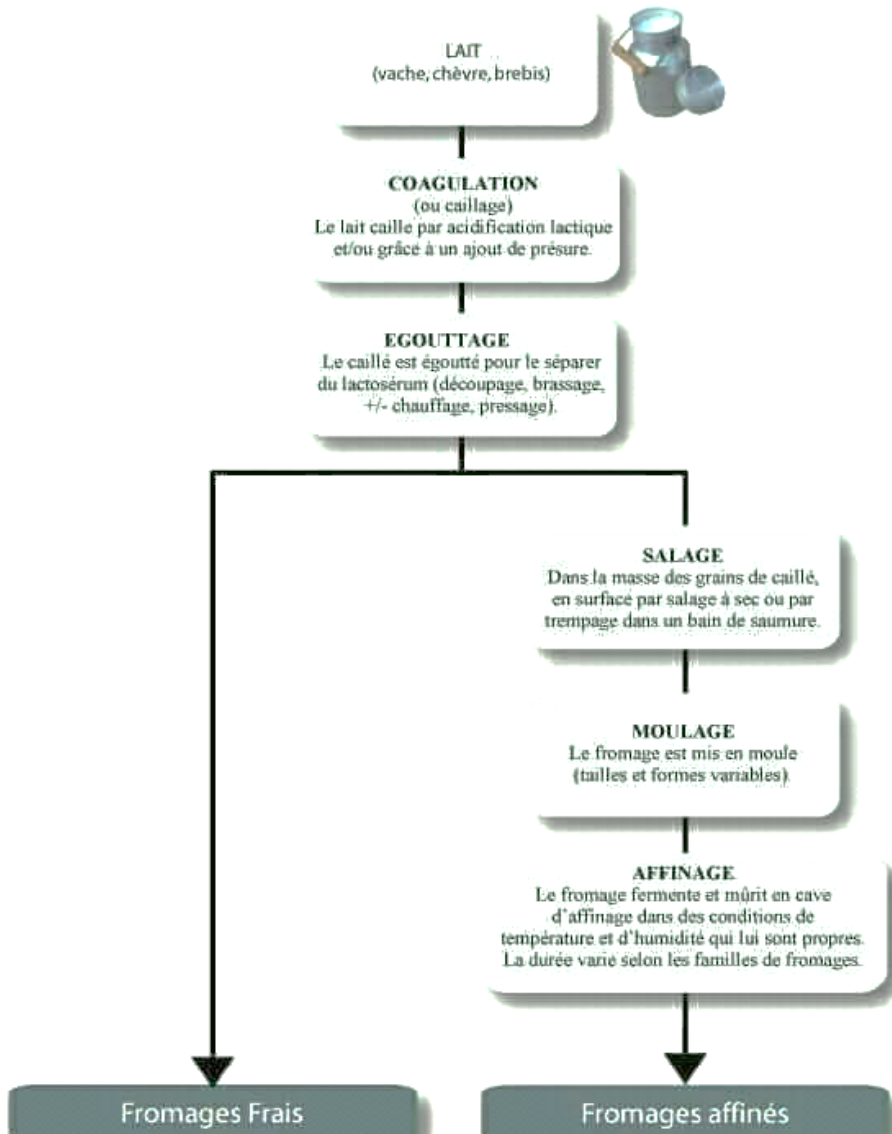 LAIT
(vache, chèvre, brebis)
COAGULATION
(ou caillage)
Le lait caille par acidification lactique
et/ou grâce à un ajout de présure.
EGOUTTAGE
Le caillé est égoutté pour le séparer
du lactosérum (découpage, brassage,
+/- chauffage, pressage).
SALAGE
Dans la masse des grains de caillé,
en surface par salage à sec ou par
trempage dans un bain de saumure.
MOULAGE
Le fromage est mis en moule
(tailles et formes variables).
AFFINAGE
Le fromage fermente et mûrit en cave
d'affinage dans des conditions de
température et d'humidité qui lui sont propres.
La durée varie selon les familles de fromages.
Fromages Frais
Fromages affinés